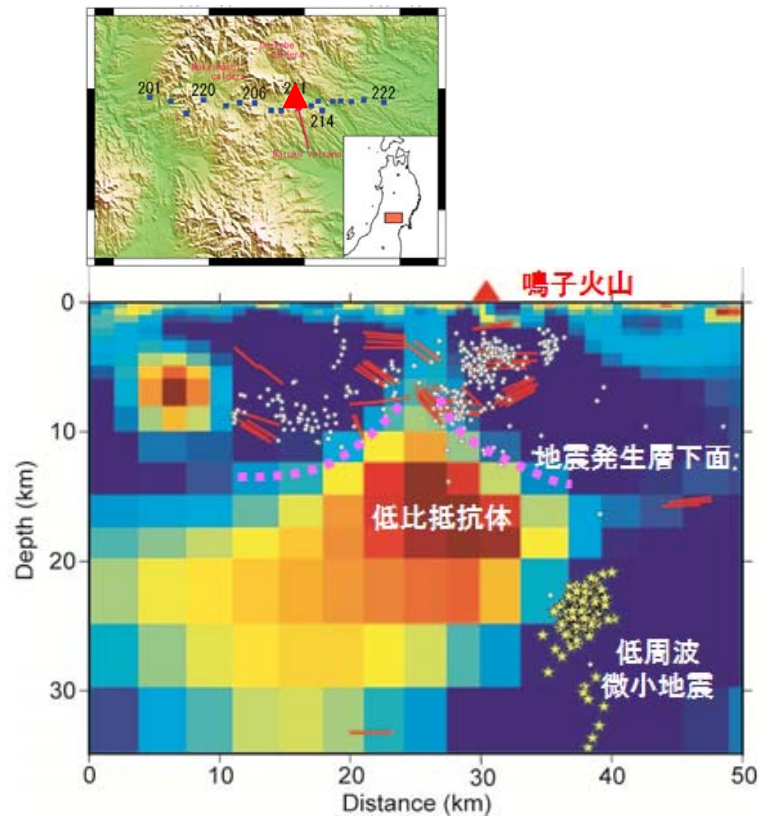 caldera
201
220
206
214
222
鳴子火山
0
10
20
30
Depth (km)
地震発生層下面
低比抵抗体
低周波
微小地震
0
10
20
30
40
50
Distance (km)